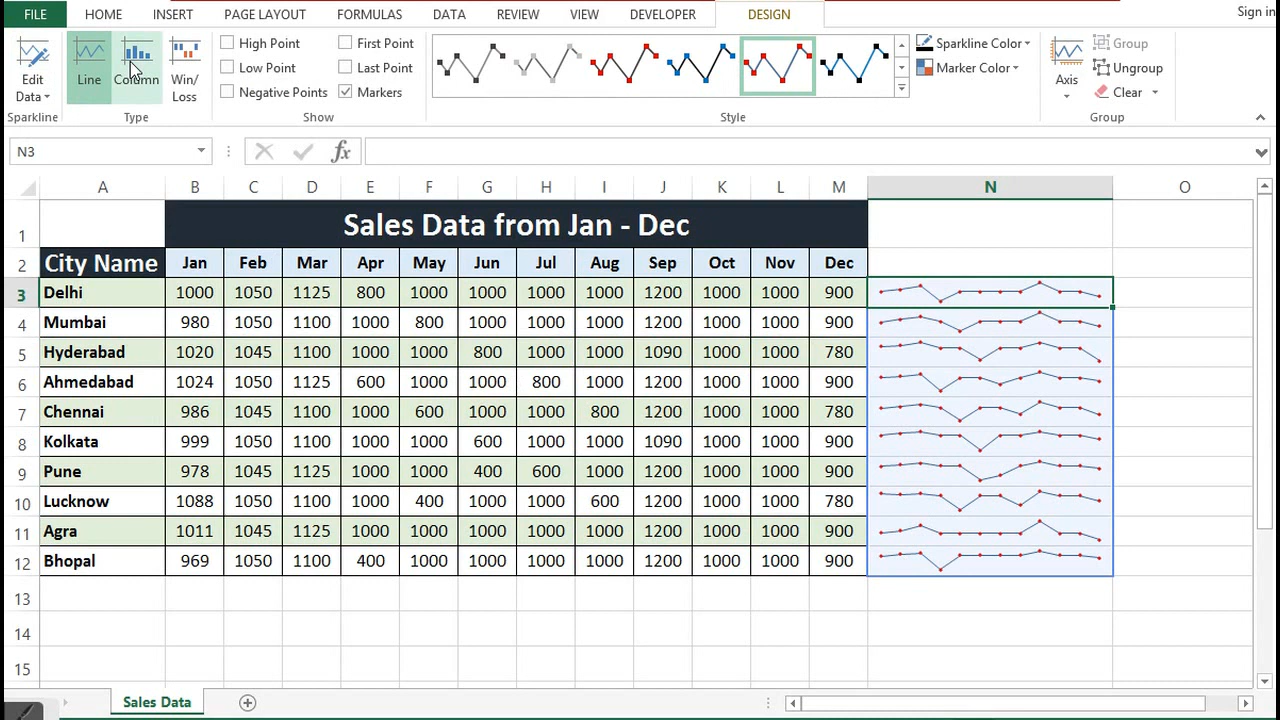 FILE HOME INSERT PAGE LAYOUT FORMULAS DATA REVIEW VIEW DEVELOPER DESIGN Sign in
High Point First Point Sparkline Color Group
Low Point Last Point Marker Color Ungroup
Negative Points Markers Clear
Edit Data Line Column Win/Loss Axis
Sparkline Type Show Style Group
N3 fx
A B C D E F G H I J K L M N O
1 Sales Data from Jan - Dec
2 City Name Jan Feb Mar Apr May Jun Jul Aug Sep Oct Nov Dec
3 Delhi 1000 1050 1125 800 1000 1000 1000 1000 1200 1000 1000 900
4 Mumbai 980 1050 1100 1000 800 1000 1000 1000 1200 1000 1000 900
5 Hyderabad 1020 1045 1100 1000 1000 800 1000 1000 1090 1000 1000 780
6 Ahmedabad 1024 1050 1125 600 1000 1000 800 1000 1200 1000 1000 900
7 Chennai 986 1045 1100 1000 600 1000 1000 800 1200 1000 1000 780
8 Kolkata 999 1050 1100 1000 1000 600 1000 1000 1090 1000 1000 900
9 Pune 978 1045 1125 1000 1000 400 600 1000 1200 1000 1000 900
10 Lucknow 1088 1050 1100 1000 400 1000 1000 600 1200 1000 1000 780
11 Agra 1011 1045 1125 1000 1000 1000 1000 1000 1200 1000 1000 900
12 Bhopal 969 1050 1100 400 1000 1000 1000 1000 1200 1000 1000 900
13
14
15
Sales Data